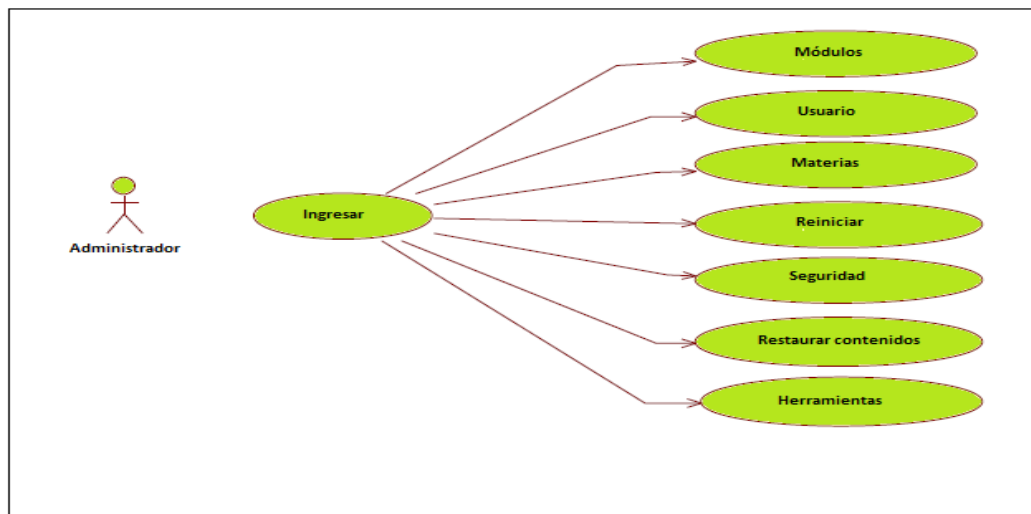 Módulos
Usuario
Materias
Ingresar
Reiniciar
Administrador
Seguridad
Restaurar contenidos
Herramientas